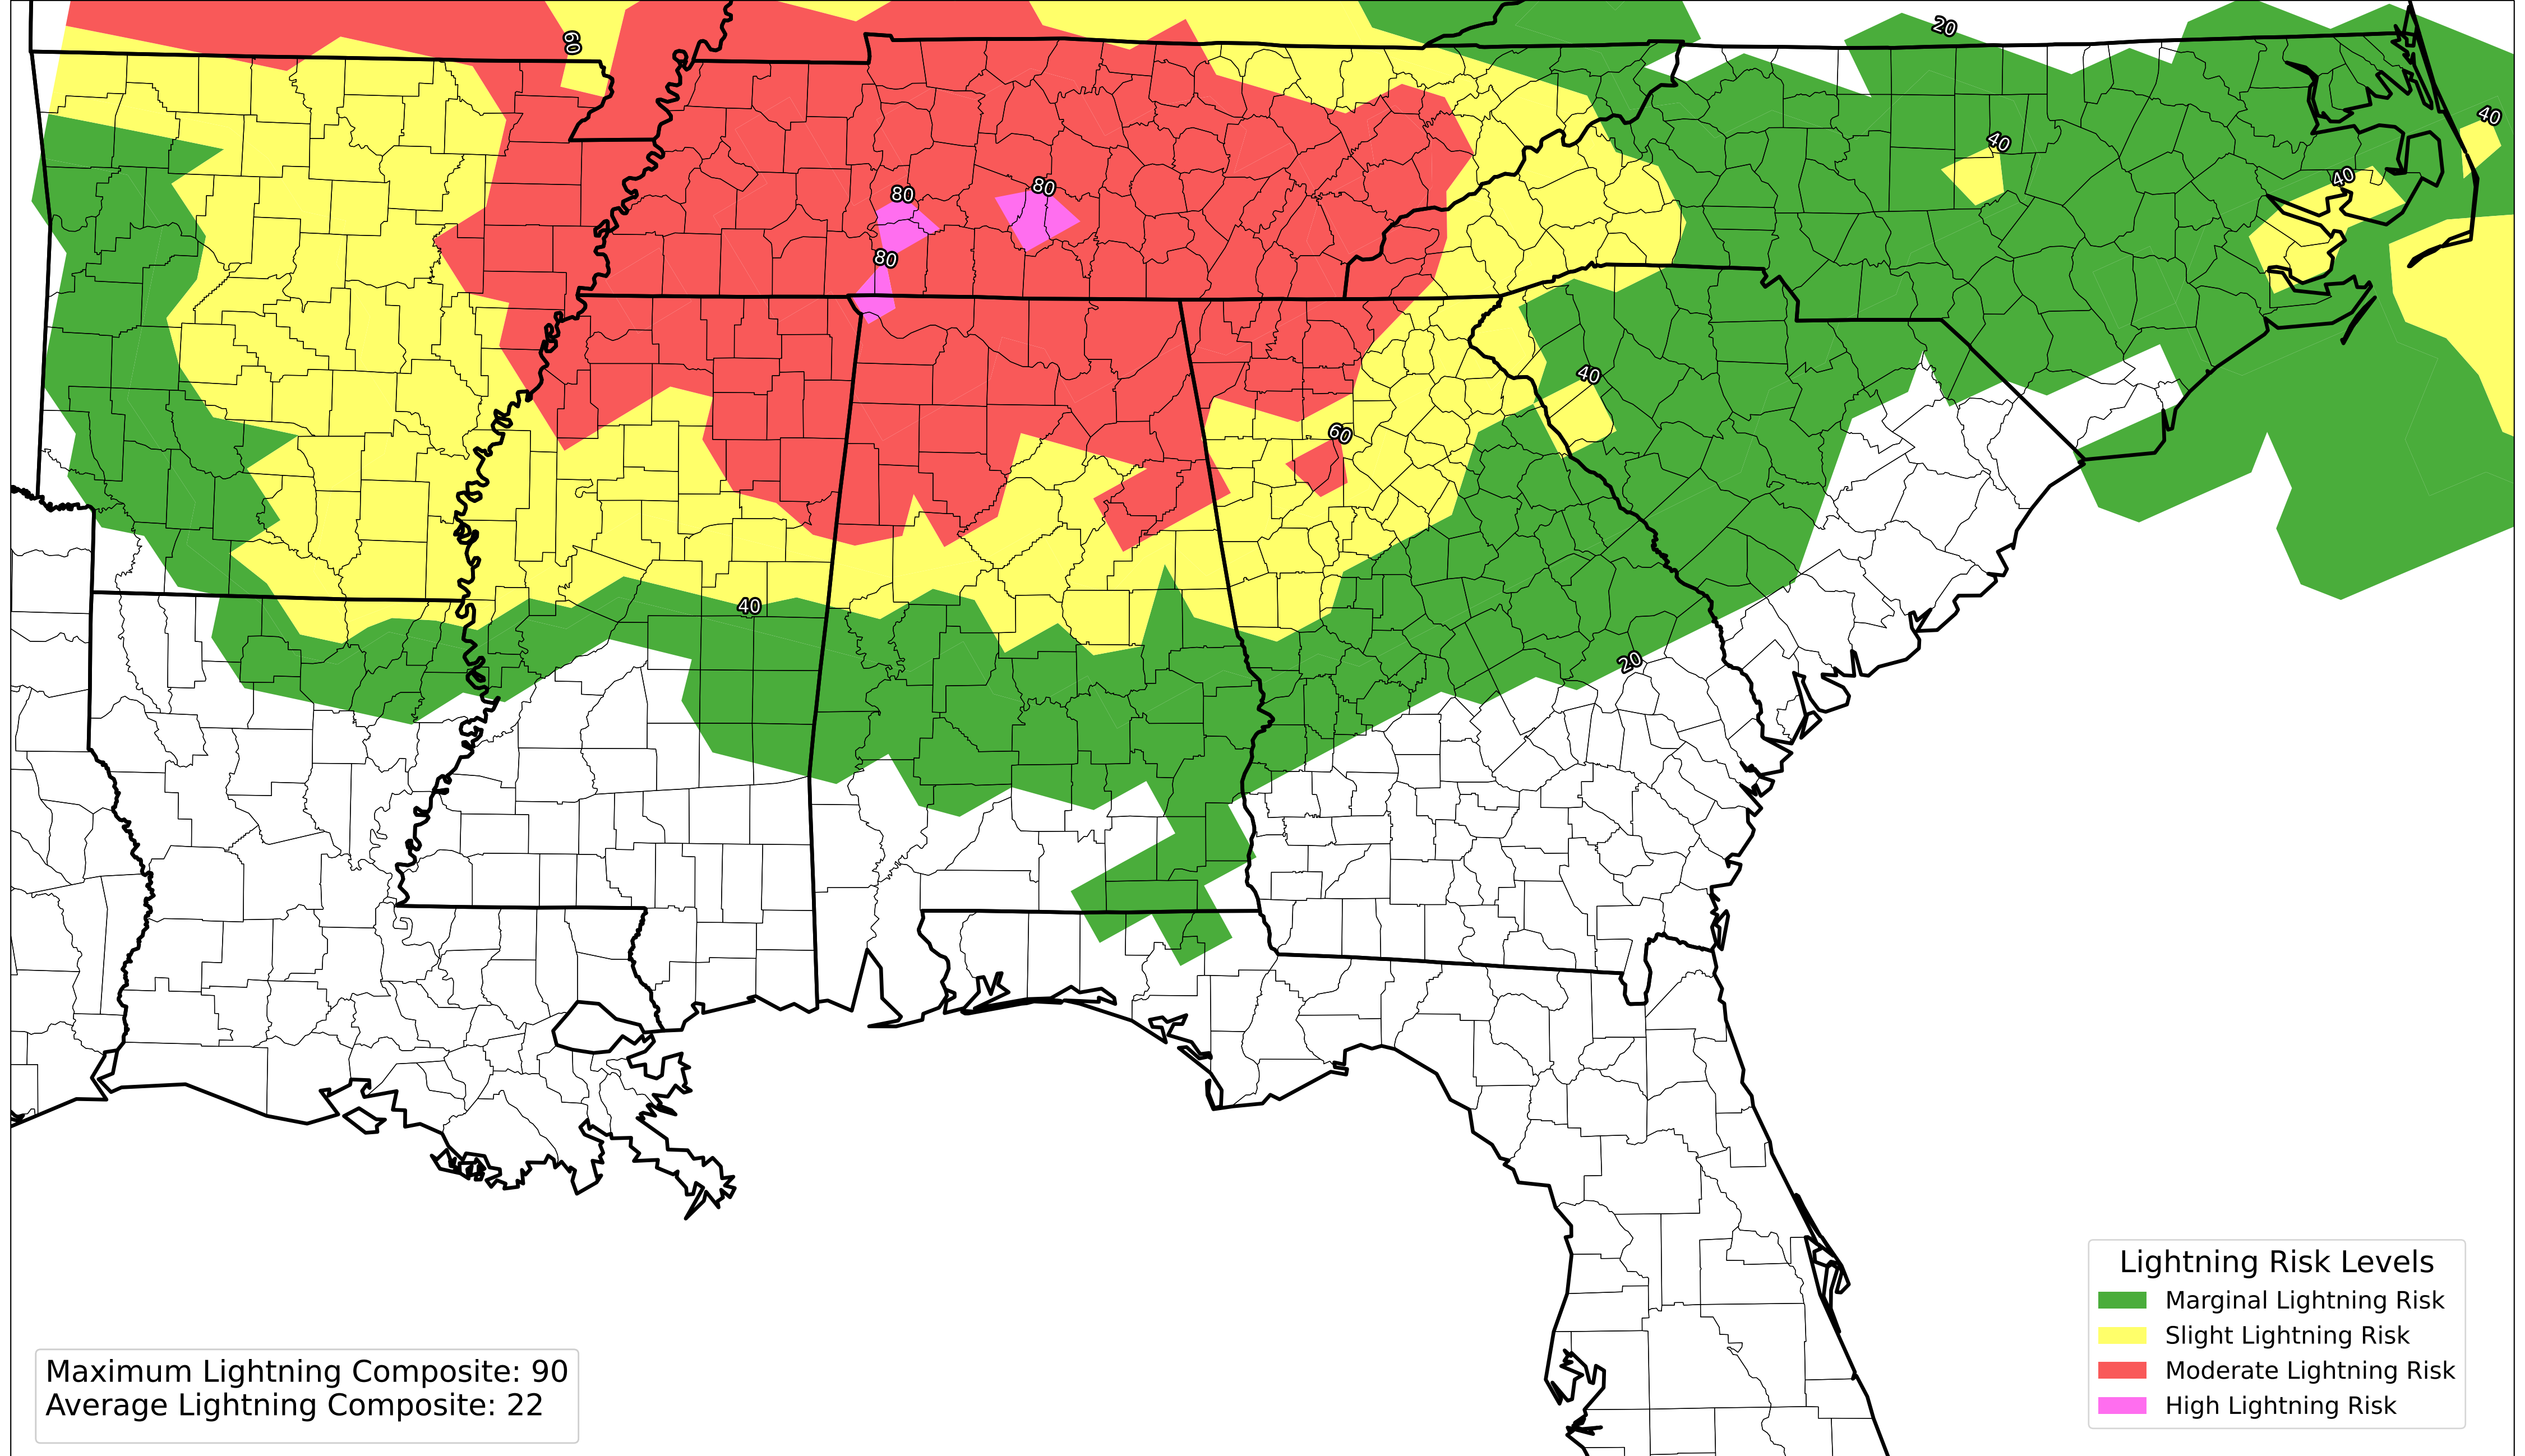 20
60
40
40
80
80
40
80
40
60
40
20
Lightning Risk Levels
Marginal Lightning Risk
Slight Lightning Risk
Moderate Lightning Risk
High Lightning Risk
Maximum Lightning Composite: 90
Average Lightning Composite: 22